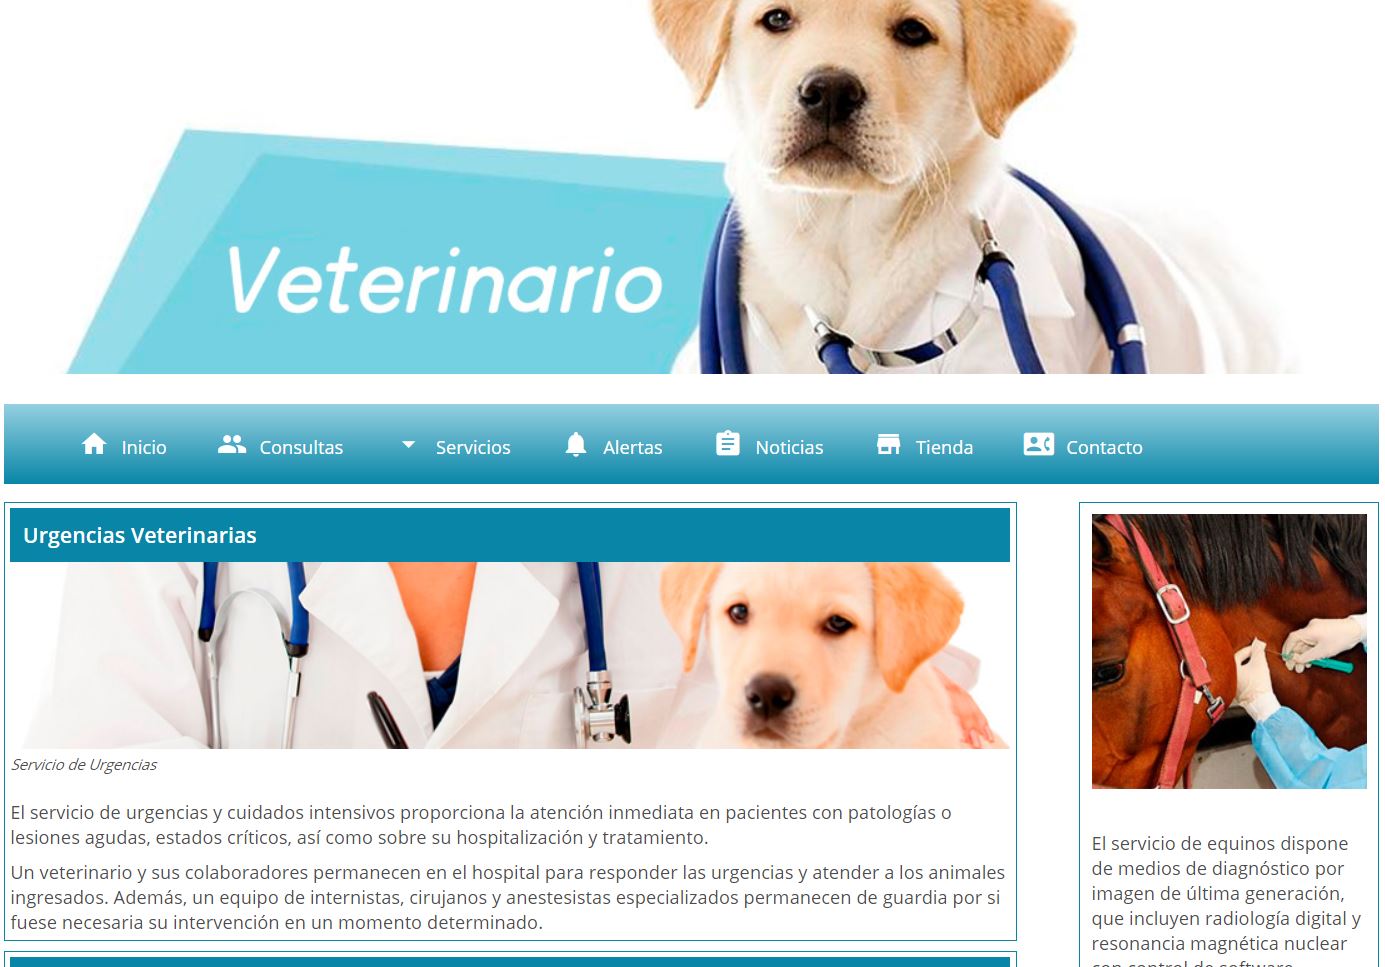 Veterinario
Inicio
Consultas
Servicios
Alertas
Noticias
Tienda
Contacto
Urgencias Veterinarias
Servicio de Urgencias
El servicio de urgencias y cuidados intensivos proporciona la atención inmediata en pacientes con patologías o
lesiones agudas, estados críticos, así como sobre su hospitalización y tratamiento.
Un veterinario y sus colaboradores permanecen en el hospital para responder las urgencias y atender a los animales
ingresados. Además, un equipo de internistas, cirujanos y anestesistas especializados permanecen de guardia por si
fuese necesaria su intervención en un momento determinado.
El servicio de equinos dispone
de medios de diagnóstico por
imagen de última generación,
que incluyen radiología digital y
resonancia magnética nuclear
con control de software